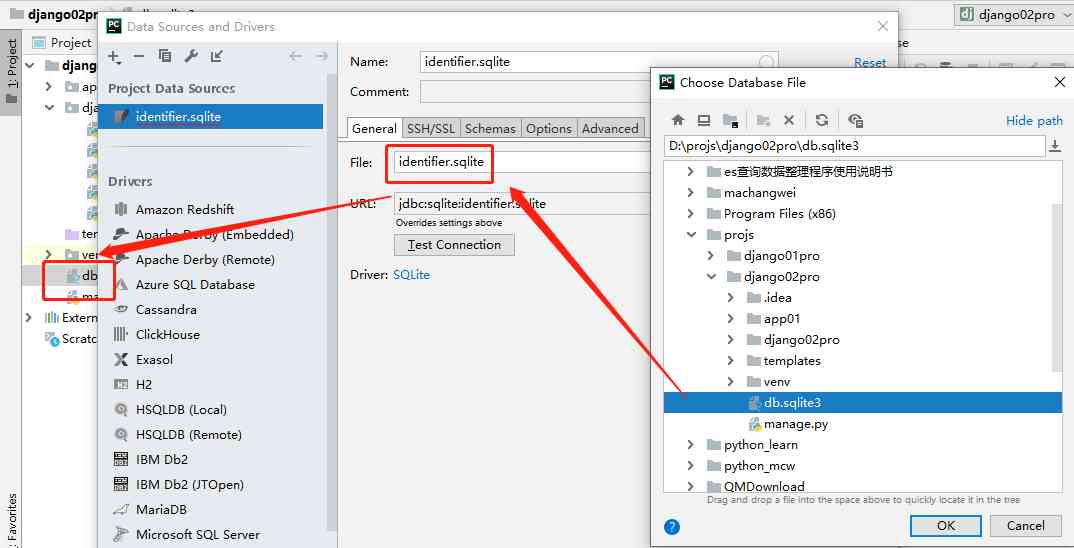 django02pr
django02pro
Project
1: Project
djang
ap
dja
ten
ver
db
ma
Extern
Scratc
Favorites
Data Sources and Drivers
Project Data Sources
identifier.sqlite
Drivers
Amazon Redshift
Apache Derby (Embedded)
Apache Derby (Remote)
Azure SQL Database
Cassandra
ClickHouse
Exasol
H2
HSQLDB (Local)
HSQLDB (Remote)
IBM Db2
IBM Db2 (JTOpen)
MariaDB
Microsoft SQL Server
Name:
identifier.sqlite
Reset
Comment:
General
SSH/SSL
Schemas
Options
Advanced
File:
identifier.sqlite
URL:
jdbc:sqlite:identifier.sqlite
Overrides settings above
Test Connection
Driver: SQLite
se
Choose Database File
Hide path
D:\projs\django02pro\db.sqlite3
es查询数据整理程序使用说明书
machangwei
Program Files (x86)
projs
django01pro
django02pro
.idea
app01
django02pro
templates
venv
db.sqlite3
manage.py
python_learn
python_mcw
QMDownload
Drag and drop a file into the space above to quickly locate it in the tree
?
OK
Cancel